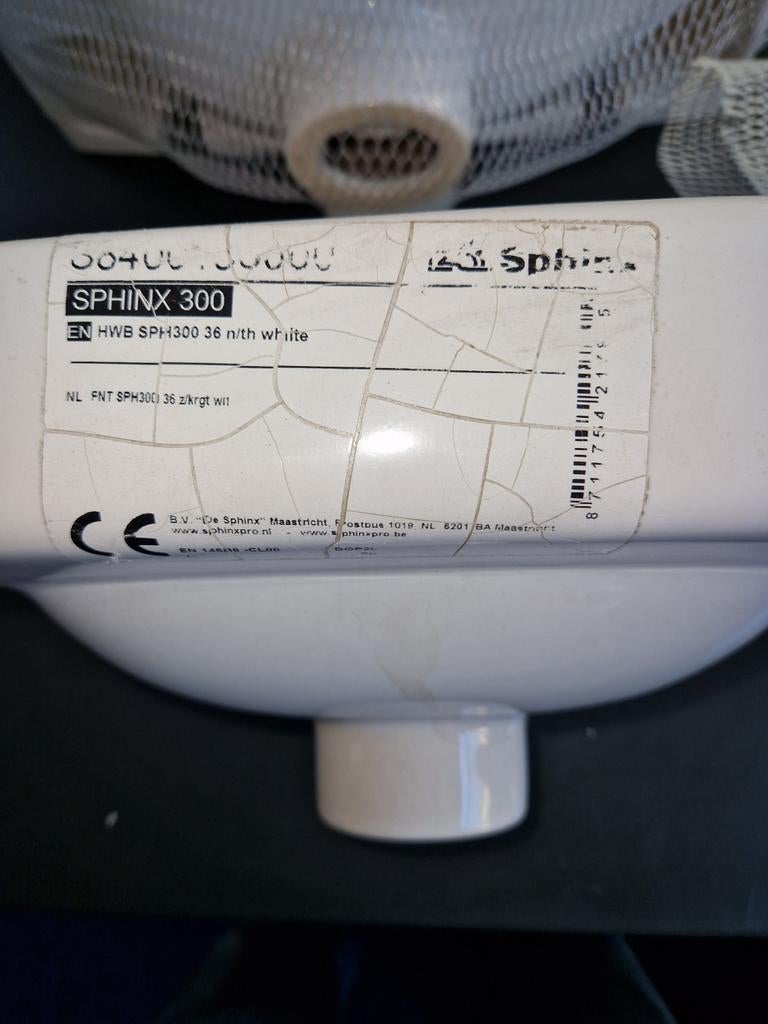 Sphinx
SPHINX 300
EN HWB SPH300 36 n/th white
NL FNT SPH300 36 z/krgt wit
B.V. "De Sphinx" Maastricht, Postbus 1019, NL 6201 BA Maastricht
www.sphinxpro.nl - www.sphinxpro.be
CE
EN